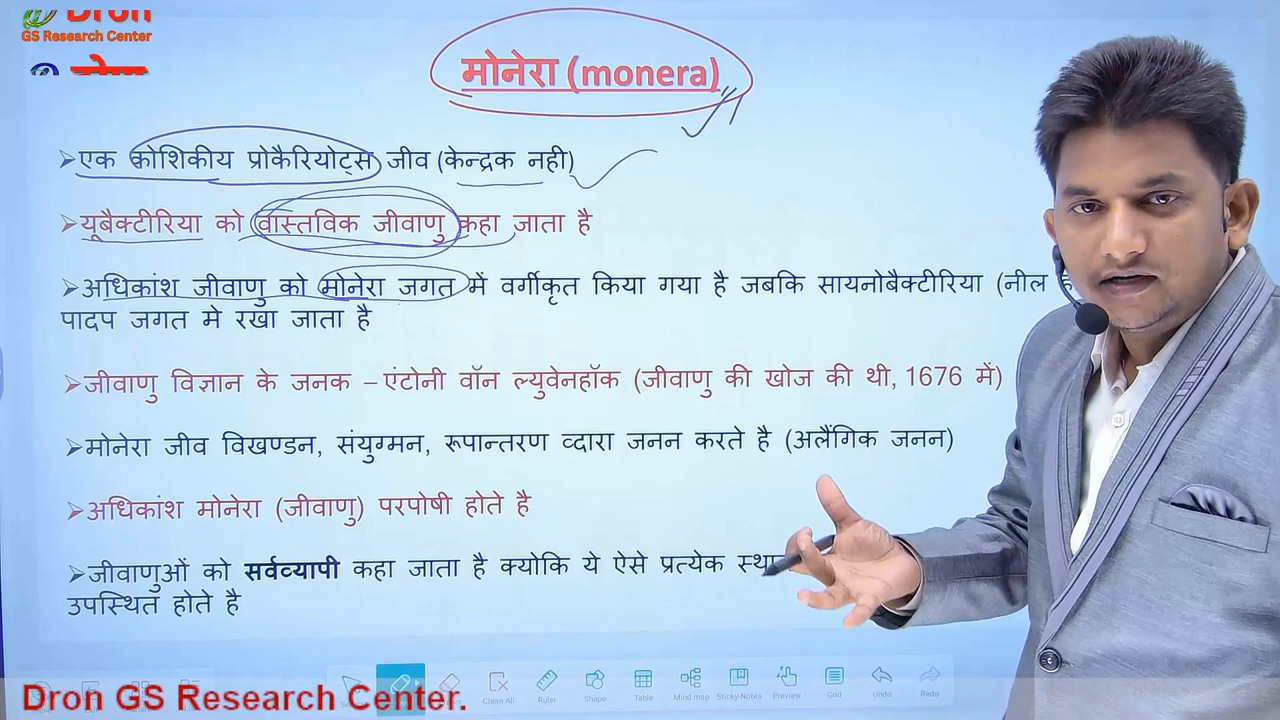 Dron
GS Research Center
मोनेरा (monera)
➢एक कोशिकीय प्रोकैरियोट्स जीव (केन्द्रक नही)
➢यूबैक्टीरिया को वास्तविक जीवाणु कहा जाता है
➢अधिकांश जीवाणु को मोनेरा जगत में वर्गीकृत किया गया है जबकि सायनोबैक्टीरिया (नील
पादप जगत मे रखा जाता है
➢जीवाणु विज्ञान के जनक – एंटोनी वॉन ल्युवेनहॉक (जीवाणु की खोज की थी, 1676 में)
➢मोनेरा जीव विखण्डन, संयुग्मन, रूपान्तरण व्दारा जनन करते है (अलैंगिक जनन)
➢अधिकांश मोनेरा (जीवाणु) परपोषी होते है
➢जीवाणुओं को सर्वव्यापी कहा जाता है क्योकि ये ऐसे प्रत्येक
उपस्थित होते है
Clean All Ruler Shape Table Mind map Sticky-Notes Preview Grid Undo Redo
Dron GS Research Center.